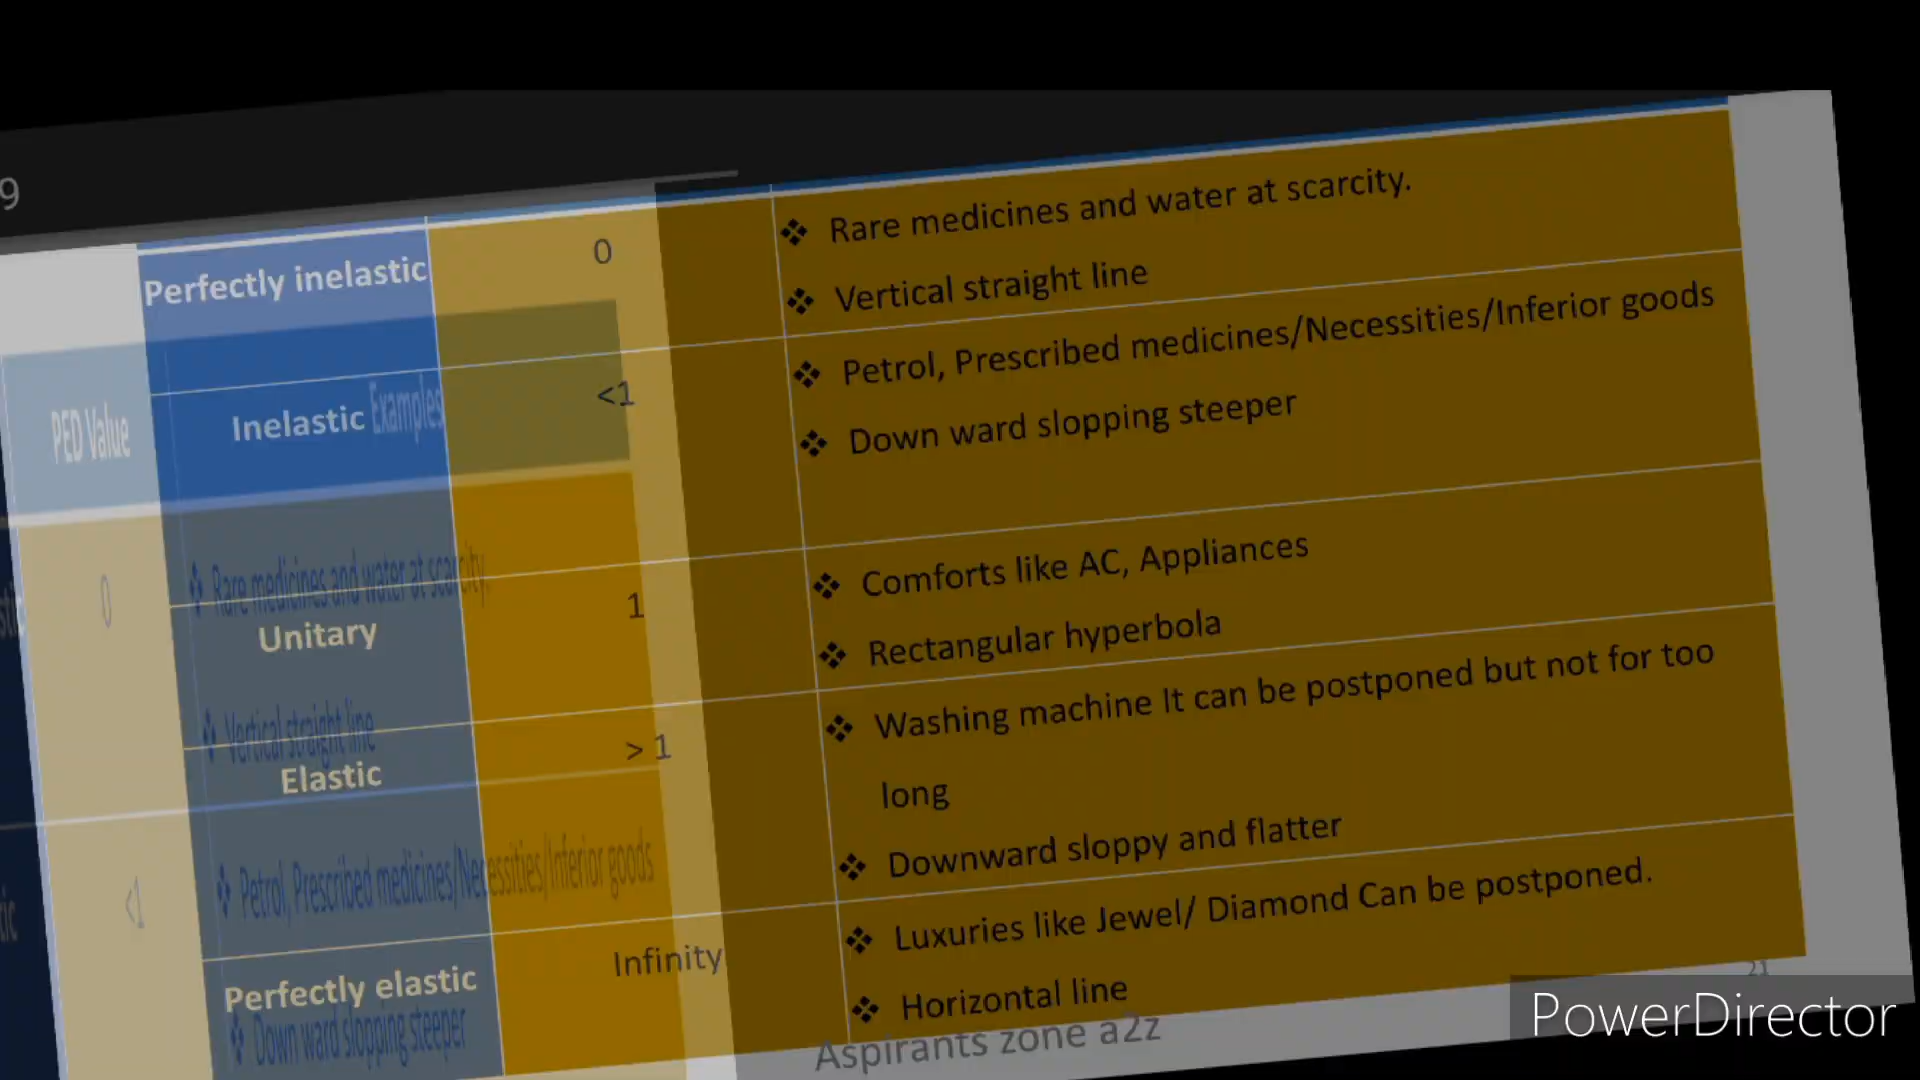 9
Perfectly inelastic
0
❖ Rare medicines and water at scarcity.
❖ Vertical straight line
Inelastic
<1
❖ Petrol, Prescribed medicines/Necessities/Inferior goods
❖ Down ward slopping steeper
Unitary
1
❖ Comforts like AC, Appliances
❖ Rectangular hyperbola
Elastic
> 1
❖ Washing machine It can be postponed but not for too
long
❖ Downward sloppy and flatter
Perfectly elastic
Infinity
❖ Luxuries like Jewel/ Diamond Can be postponed.
❖ Horizontal line
PED Value
Examples
0
❖ Rare medicines and water at scarcity.
❖ Vertical straight line
<1
❖ Petrol, Prescribed medicines/Necessities/Inferior goods
❖ Down ward slopping steeper
21
Aspirants zone a2z
PowerDirector